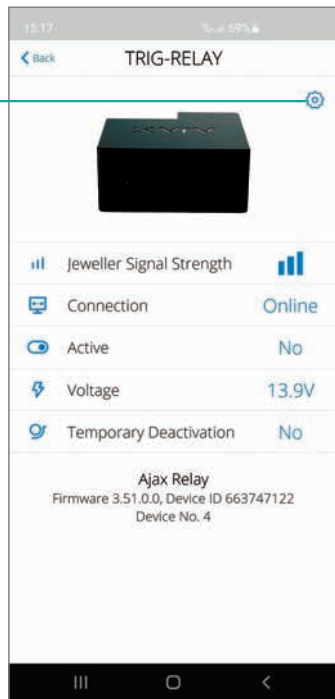 15:17 59%
Back TRIG-RELAY
AJAX
Jeweller Signal Strength
Connection Online
Active No
Voltage 13.9V
Temporary Deactivation No
Ajax Relay
Firmware 3.51.0.0, Device ID 663747122
Device No. 4